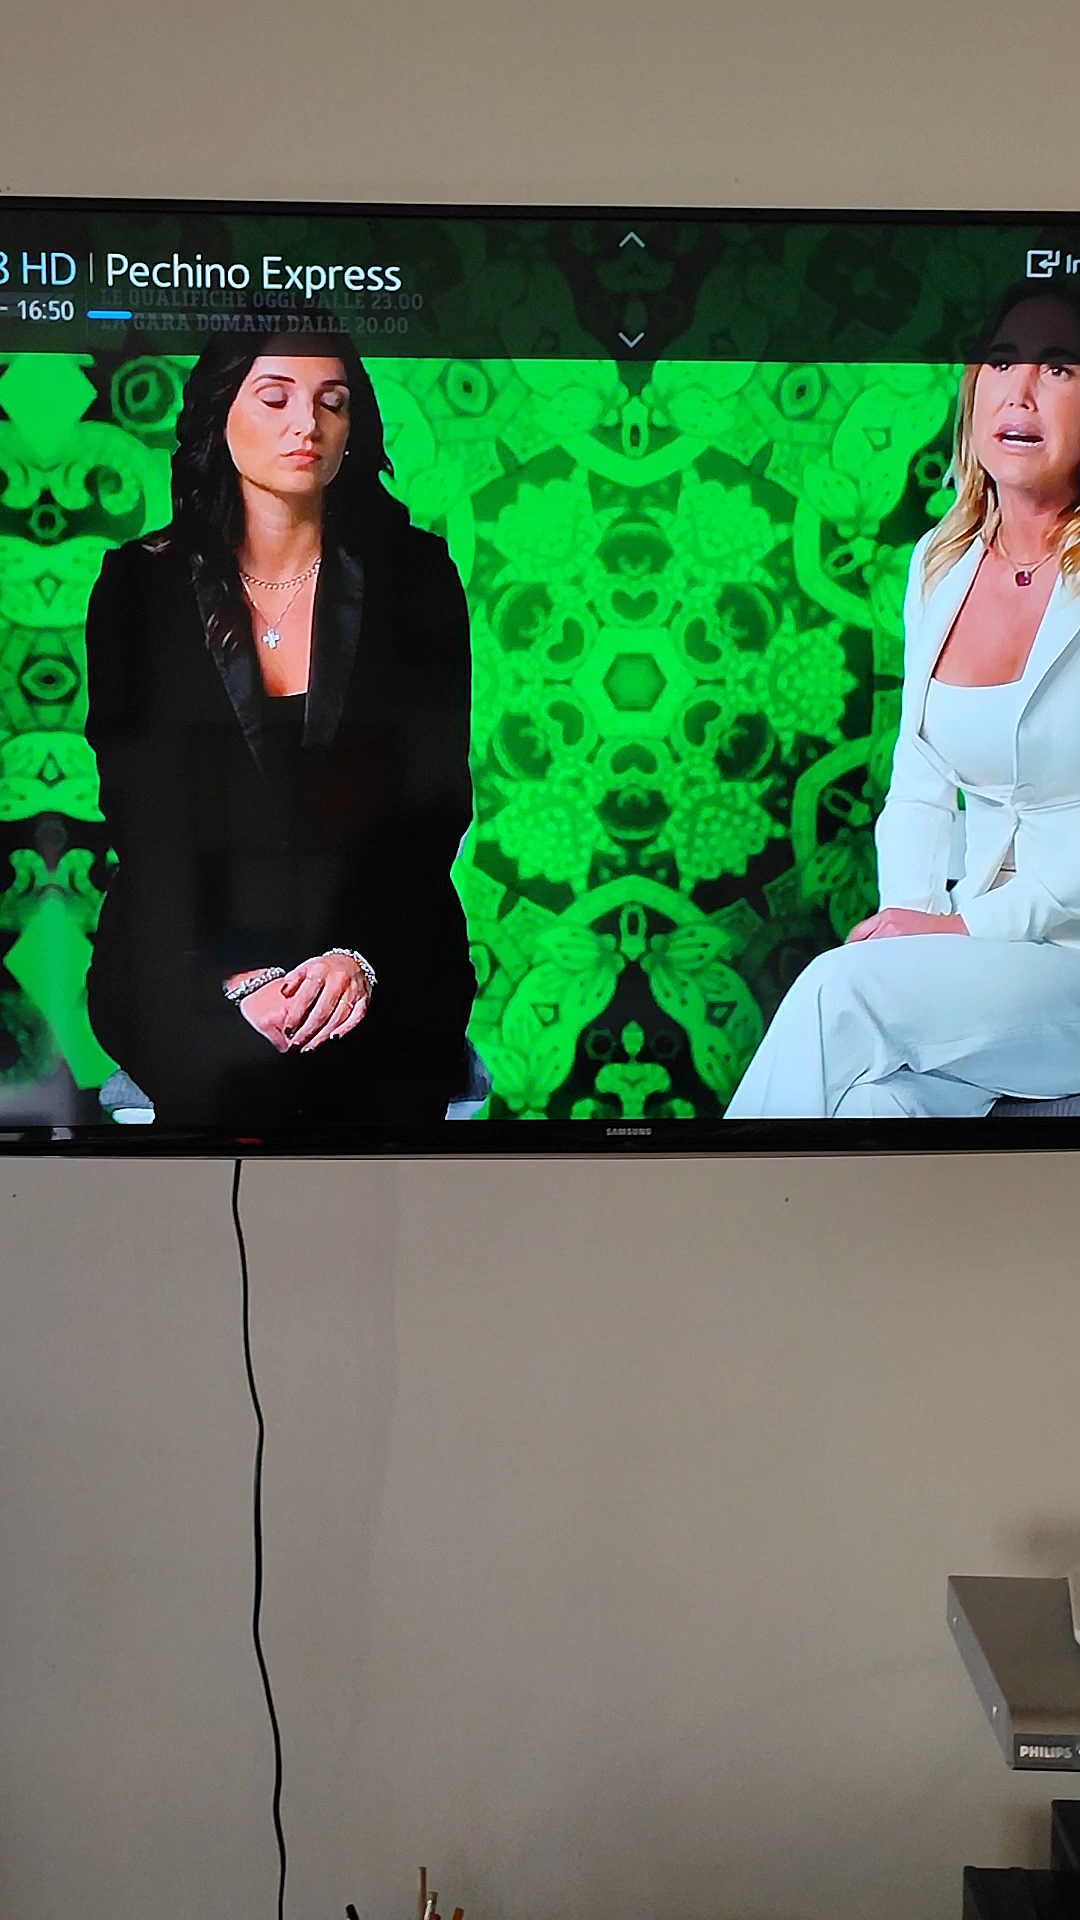 8 HD | Pechino Express
- 16:50
LE QUALIFICHE OGGI DALLE 23.00
LA GARA DOMANI DALLE 20.00
SAMSUNG
PHILIPS